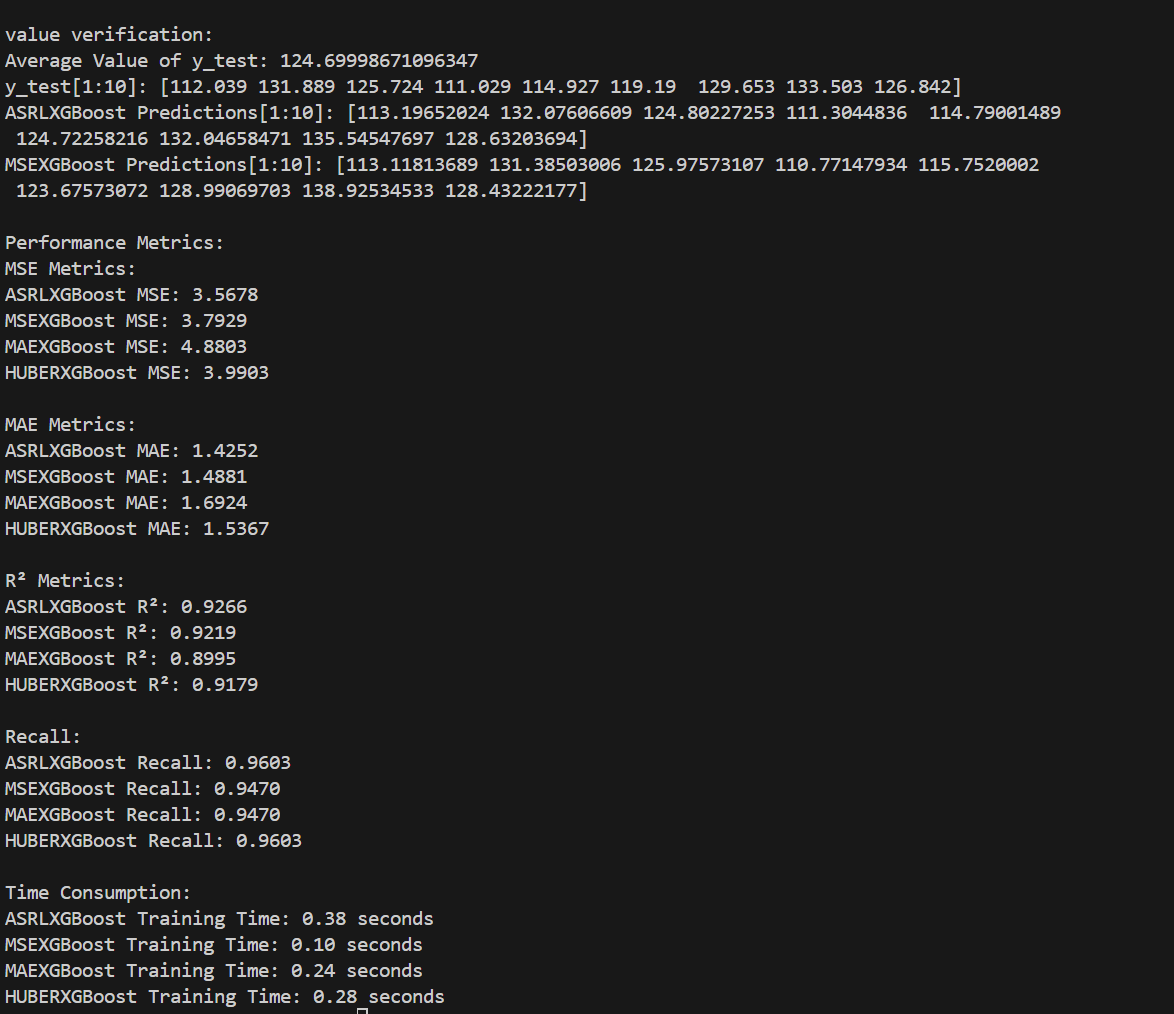 value verification:
Average Value of y_test: 124.69998671096347
y_test[1:10]: [112.039 131.889 125.724 111.029 114.927 119.19  129.653 133.503 126.842]
ASRLXGBoost Predictions[1:10]: [113.19652024 132.07606609 124.80227253 111.3044836  114.79001489
 124.72258216 132.04658471 135.54547697 128.63203694]
MSEXGBoost Predictions[1:10]: [113.11813689 131.38503006 125.97573107 110.77147934 115.7520002
 123.67573072 128.99069703 138.92534533 128.43222177]

Performance Metrics:
MSE Metrics:
ASRLXGBoost MSE: 3.5678
MSEXGBoost MSE: 3.7929
MAEXGBoost MSE: 4.8803
HUBERXGBoost MSE: 3.9903

MAE Metrics:
ASRLXGBoost MAE: 1.4252
MSEXGBoost MAE: 1.4881
MAEXGBoost MAE: 1.6924
HUBERXGBoost MAE: 1.5367

R² Metrics:
ASRLXGBoost R²: 0.9266
MSEXGBoost R²: 0.9219
MAEXGBoost R²: 0.8995
HUBERXGBoost R²: 0.9179

Recall:
ASRLXGBoost Recall: 0.9603
MSEXGBoost Recall: 0.9470
MAEXGBoost Recall: 0.9470
HUBERXGBoost Recall: 0.9603

Time Consumption:
ASRLXGBoost Training Time: 0.38 seconds
MSEXGBoost Training Time: 0.10 seconds
MAEXGBoost Training Time: 0.24 seconds
HUBERXGBoost Training Time: 0.28 seconds